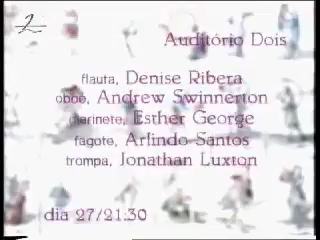 2
Auditório Dois
flauta, Denise Ribera
oboé, Andrew Swinnerton
clarinete, Esther George
fagote, Arlindo Santos
trompa, Jonathan Luxton
dia 27/21.30